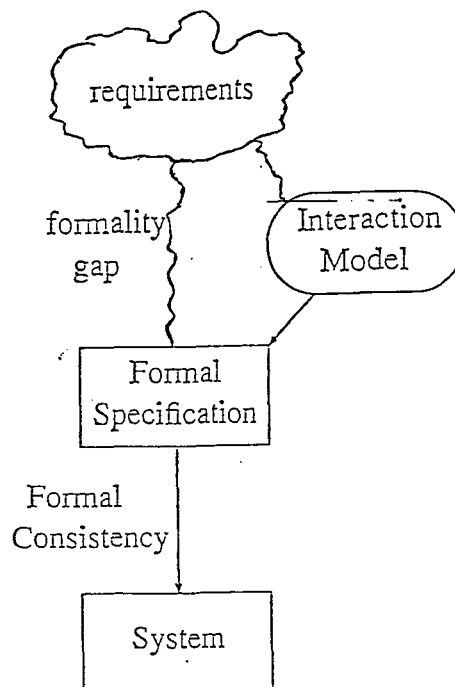 requirements
formality
gap
Interaction
Model
Formal
Specification
Formal
Consistency
System